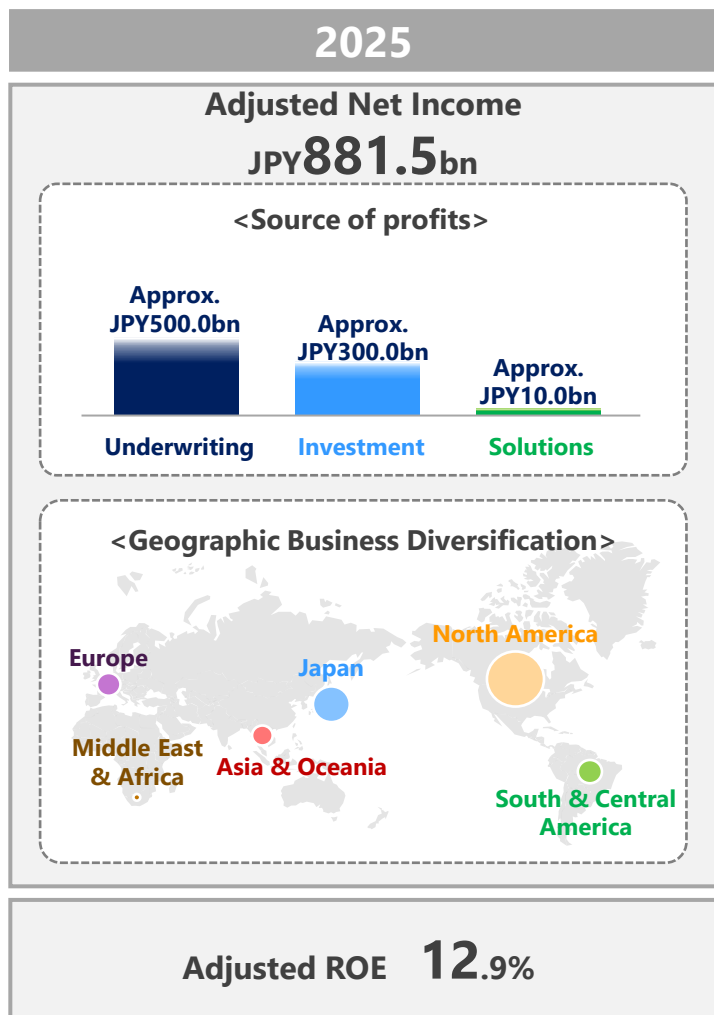 2025
Adjusted Net Income
JPY881.5bn
<Source of profits>
Approx.
JPY500.0bn
Approx.
JPY300.0bn
Approx.
JPY10.0bn
Underwriting
Investment
Solutions
<Geographic Business Diversification>
North America
Europe
Japan
Middle East
& Africa
Asia & Oceania
South & Central
America
Adjusted ROE 12.9%